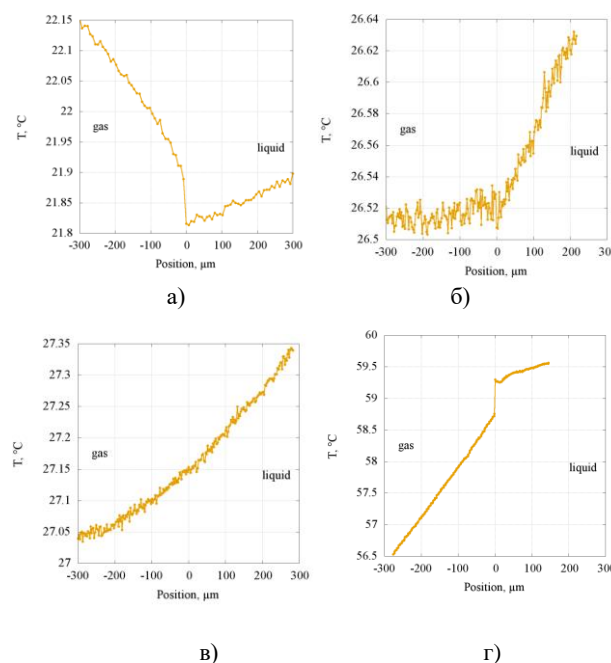 22.15
22.1
22.05
22
21.95
21.9
21.85
21.8
-300 -200 -100 0 100 200 300
T, °C
gas
liquid
Position, µm
а)
26.64
26.62
26.58
26.56
26.54
26.52
26.5
-300 -200 -100 0 100 200 300
T, °C
gas
liquid
Position, µm
б)
27.35
27.3
27.25
27.2
27.15
27.1
27.05
27
-300 -200 -100 0 100 200 300
T, °C
gas
liquid
Position, µm
в)
60
59.5
59
58.5
58
57.5
57
56.5
-300 -200 -100 0 100 200 300
T, °C
gas
liquid
Position, µm
г)